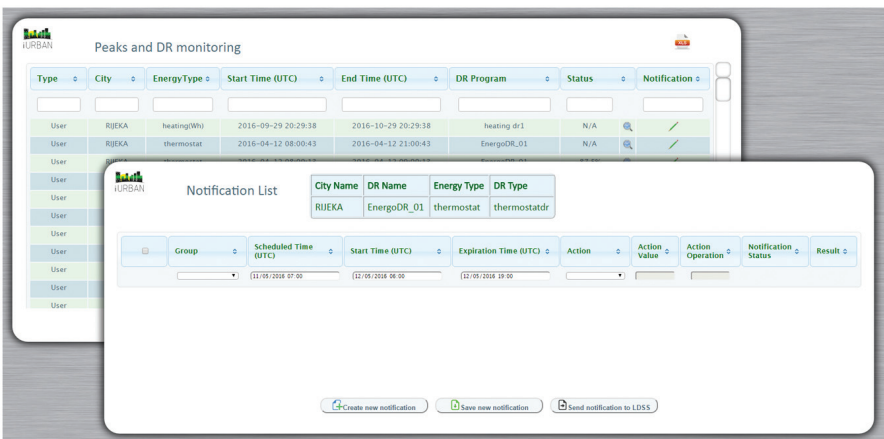 iURBAN
Peaks and DR monitoring
Type City EnergyType Start Time (UTC) End Time (UTC) DR Program Status Notification
User RIJEKA heating(Wh) 2016-09-29 20:29:38 2016-10-29 20:29:38 heating dr1 N/A
User RIJEKA thermostat 2016-04-12 08:00:43 2016-04-12 21:00:43 EnergoDR_01 N/A
User
User
User
User
User
User
User
User
User
iURBAN
Notification List
City Name DR Name Energy Type DR Type
RIJEKA EnergoDR_01 thermostat thermostatdr
Group Scheduled Time (UTC) Start Time (UTC) Expiration Time (UTC) Action Action Value Action Operation Notification Status Result
11/05/2016 07:00 12/05/2016 06:00 12/05/2016 19:00
Create new notification Save new notification Send notification to LDSS